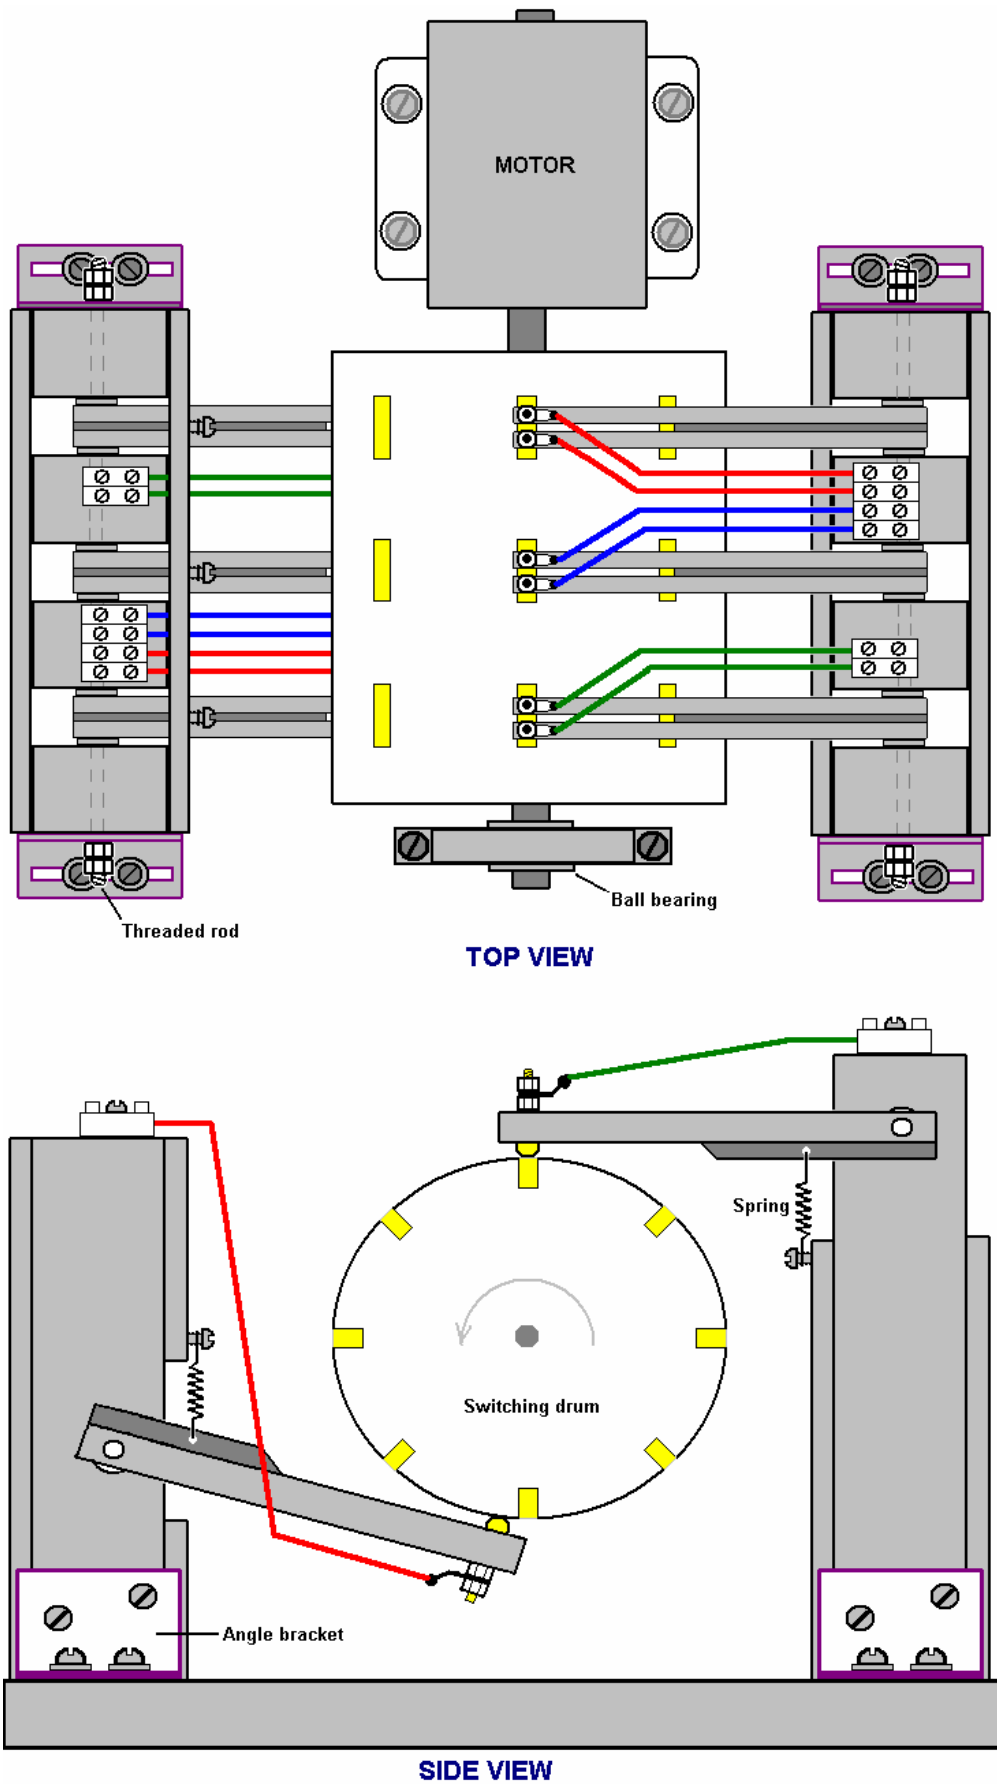 MOTOR
Ball bearing
Threaded rod
TOP VIEW
Spring
Switching drum
Angle bracket
SIDE VIEW